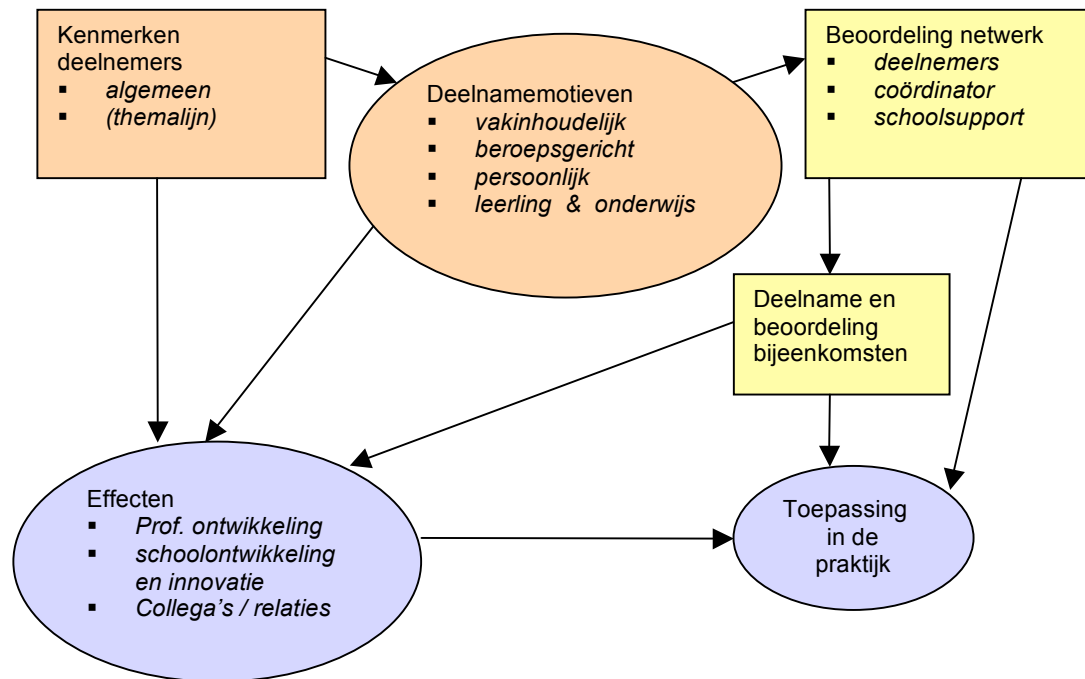 Kenmerken
deelnemers
▪ algemeen
▪ (themalijn)
Deelnamemotieven
▪ vakinhoudelijk
▪ beroepsgericht
▪ persoonlijk
▪ leerling & onderwijs
Beoordeling netwerk
▪ deelnemers
▪ coördinator
▪ schoolsupport
Deelname en
beoordeling
bijeenkomsten
Effecten
▪ Prof. ontwikkeling
▪ schoolontwikkeling
en innovatie
▪ Collega’s / relaties
Toepassing
in de
praktijk